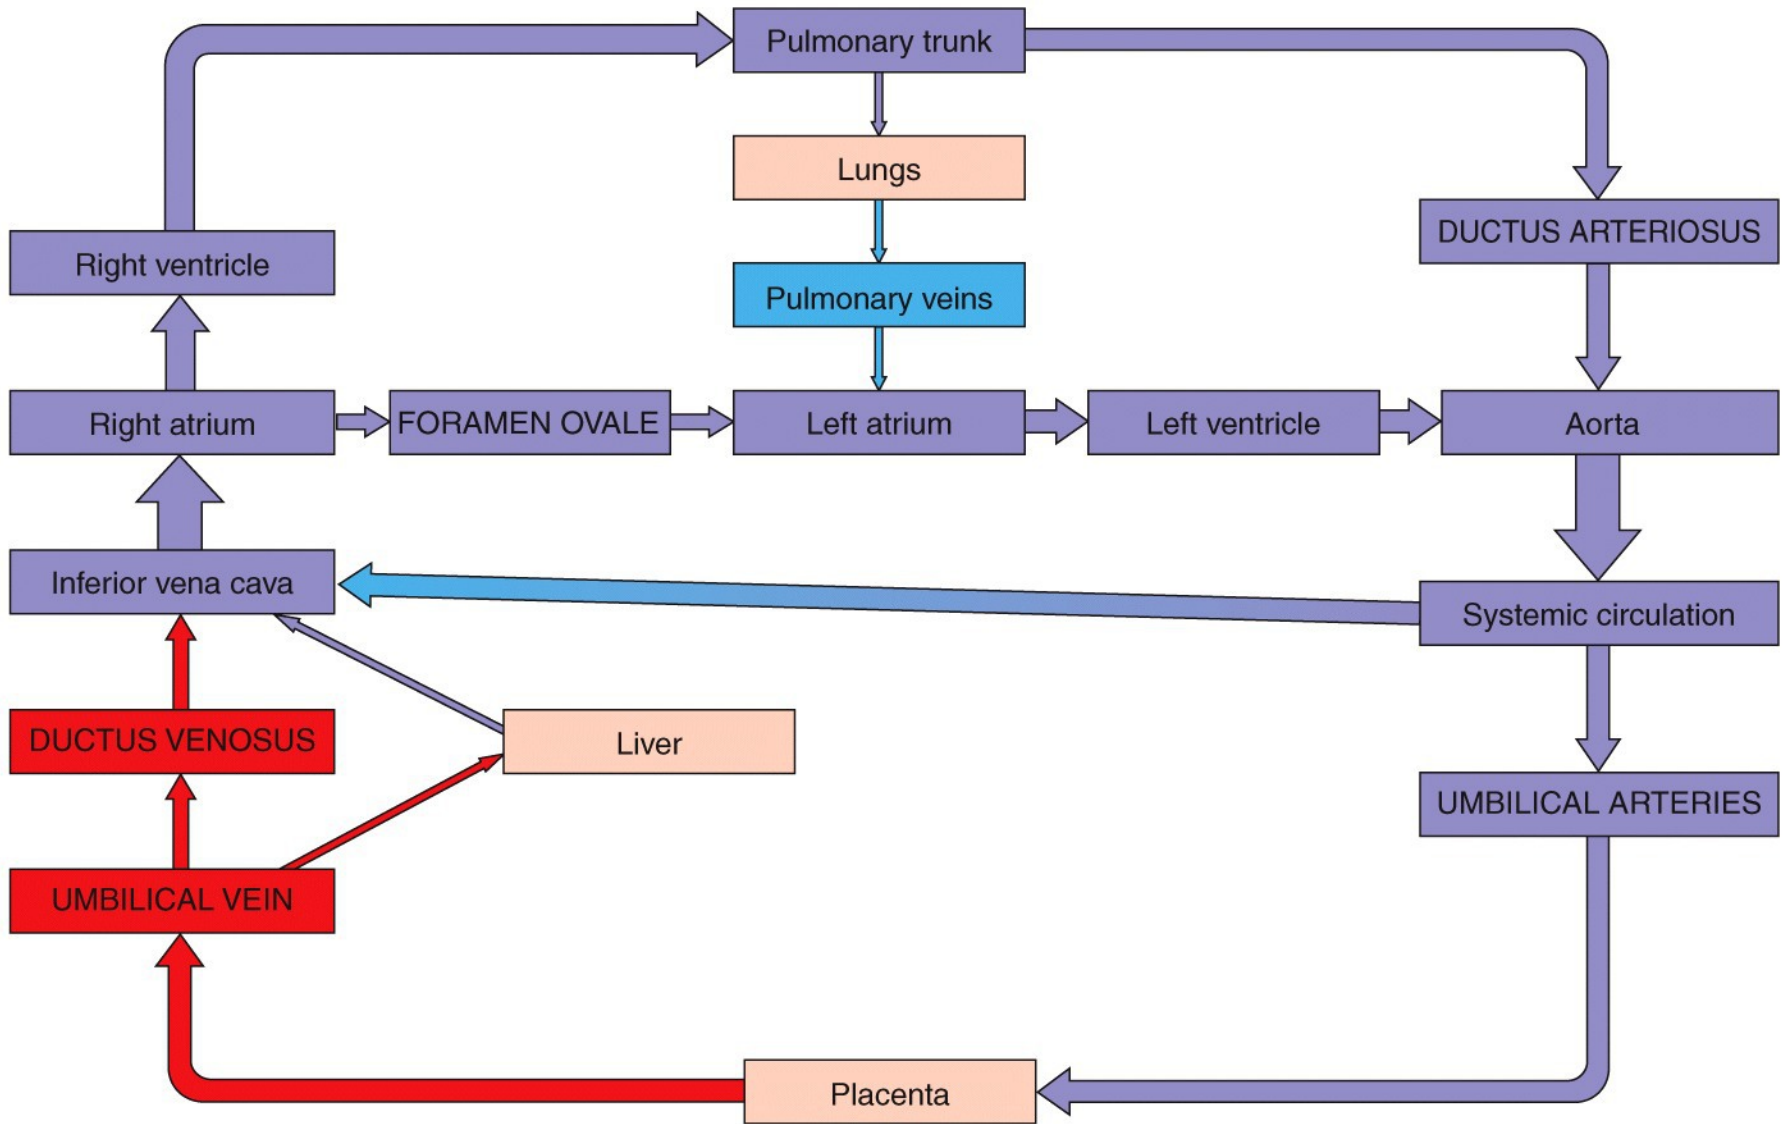 Pulmonary trunk
Lungs
DUCTUS ARTERIOSUS
Right ventricle
Pulmonary veins
Right atrium
FORAMEN OVALE
Left atrium
Left ventricle
Aorta
Inferior vena cava
Systemic circulation
DUCTUS VENOSUS
Liver
UMBILICAL ARTERIES
UMBILICAL VEIN
Placenta